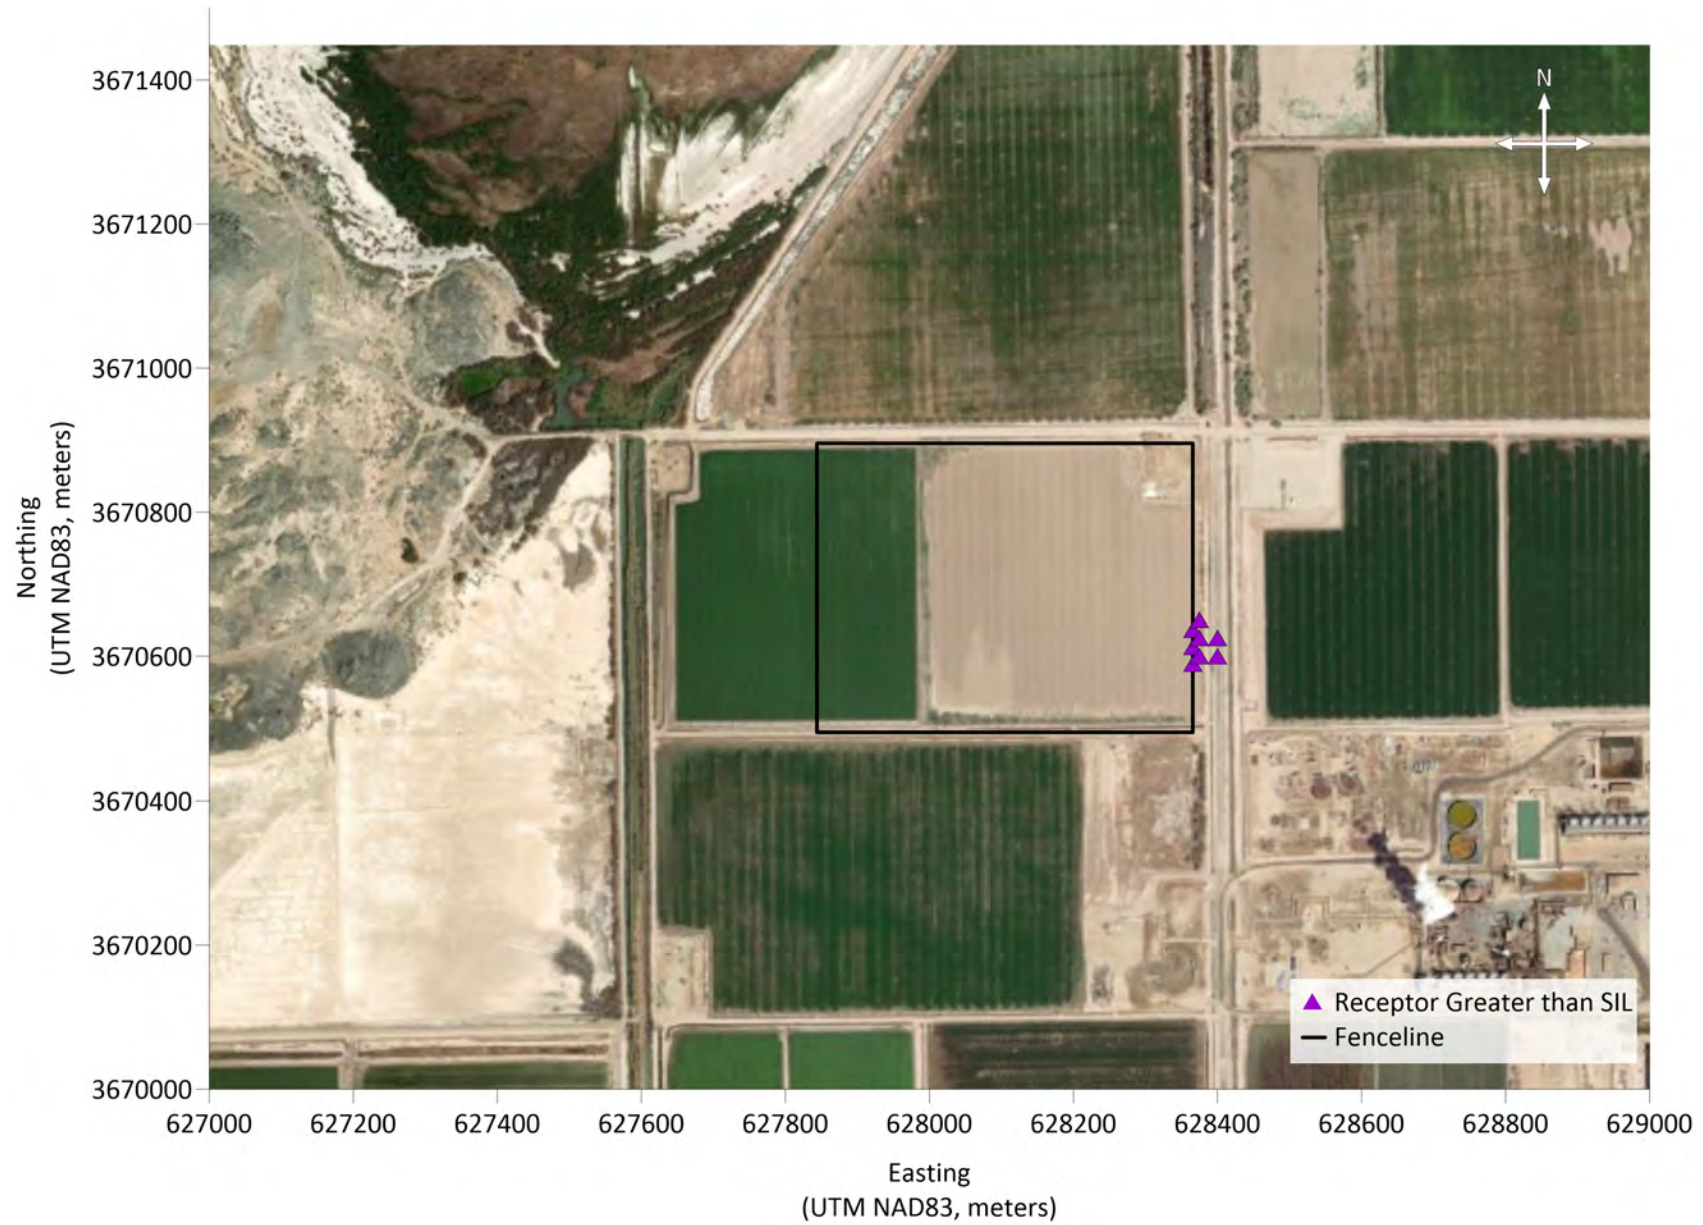 3671400
3671200
3671000
3670800
3670600
3670400
3670200
3670000
Northing
(UTM NAD83, meters)
N
Receptor Greater than SIL
Fenceline
627000
627200
627400
627600
627800
628000
628200
628400
628600
628800
629000
Easting
(UTM NAD83, meters)